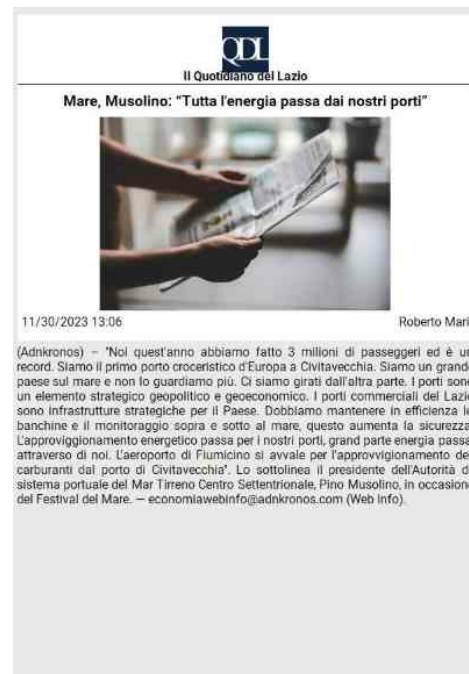 QDL
Il Quotidiano del Lazio
Mare, Musolino: “Tutta l'energia passa dai nostri porti”
11/30/2023 13:06
Roberto Mari
(Adnkronos) – "Noi quest'anno abbiamo fatto 3 milioni di passeggeri ed è un
record. Siamo il primo porto croceristico d'Europa a Civitavecchia. Siamo un grande
paese sul mare e non lo guardiamo più. Ci siamo girati dall'altra parte. I porti sono
un elemento strategico geopolitico e geoeconomico. I porti commerciali del Lazio
sono infrastrutture strategiche per il Paese. Dobbiamo mantenere in efficienza le
banchine e il monitoraggio sopra e sotto al mare, questo aumenta la sicurezza.
L'approviggionamento energetico passa per i nostri porti, grand parte energia passa
attraverso di noi. L'aeroporto di Fiumicino si avvale per l'approvvigionamento dei
carburanti dal porto di Civitavecchia". Lo sottolinea il presidente dell'Autorità di
sistema portuale del Mar Tirreno Centro Settentrionale, Pino Musolino, in occasione
del Festival del Mare. — economiawebinfo@adnkronos.com (Web Info).